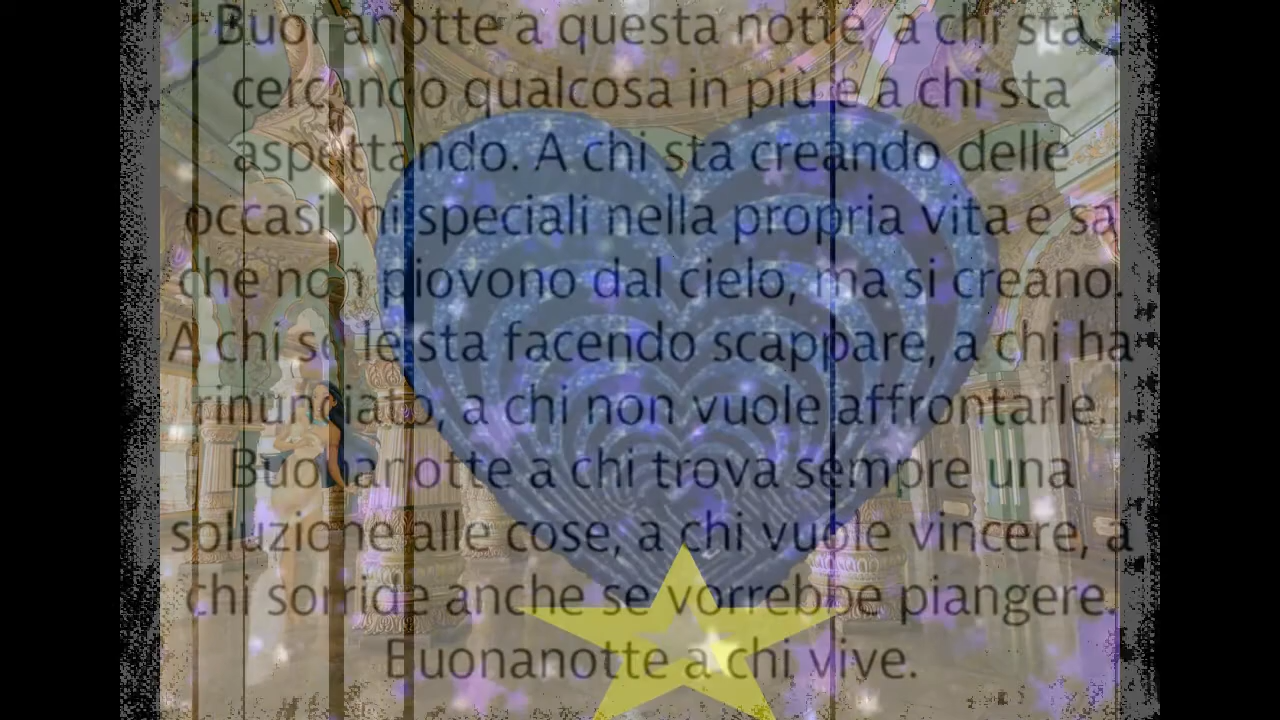 Buonanotte a questa notte, a chi sta
cercando qualcosa in più e a chi sta
aspettando. A chi sta creando delle
occasioni speciali nella propria vita e sa
che non piovono dal cielo, ma si creano.
A chi se le sta facendo scappare, a chi ha
rinunciato, a chi non vuole affrontarle.
Buonanotte a chi trova sempre una
soluzione alle cose, a chi vuole vincere, a
chi sorride anche se vorrebbe piangere.
Buonanotte a chi vive.